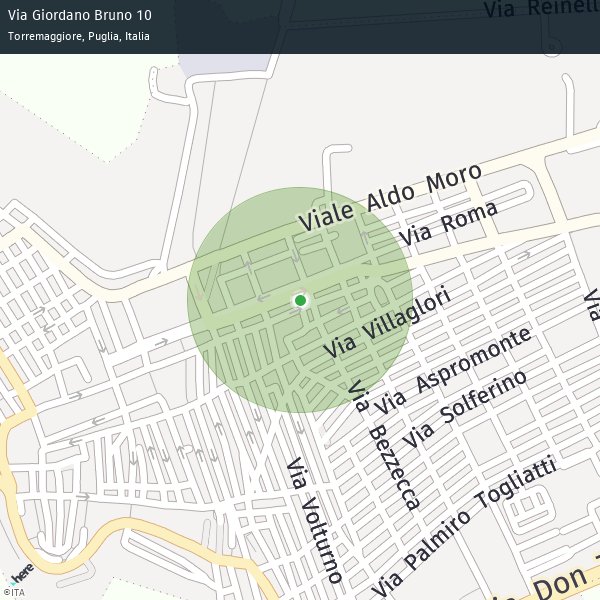 Via Giordano Bruno 10
Torremaggiore, Puglia, Italia
Via Reinell
Viale Aldo Moro
Via Roma
Via Villaglori
Via
Via Aspromonte
Via Solferino
Via Bezzecca
Via Volturno
Via Palmiro Togliatti
Via Don
here
©ITA